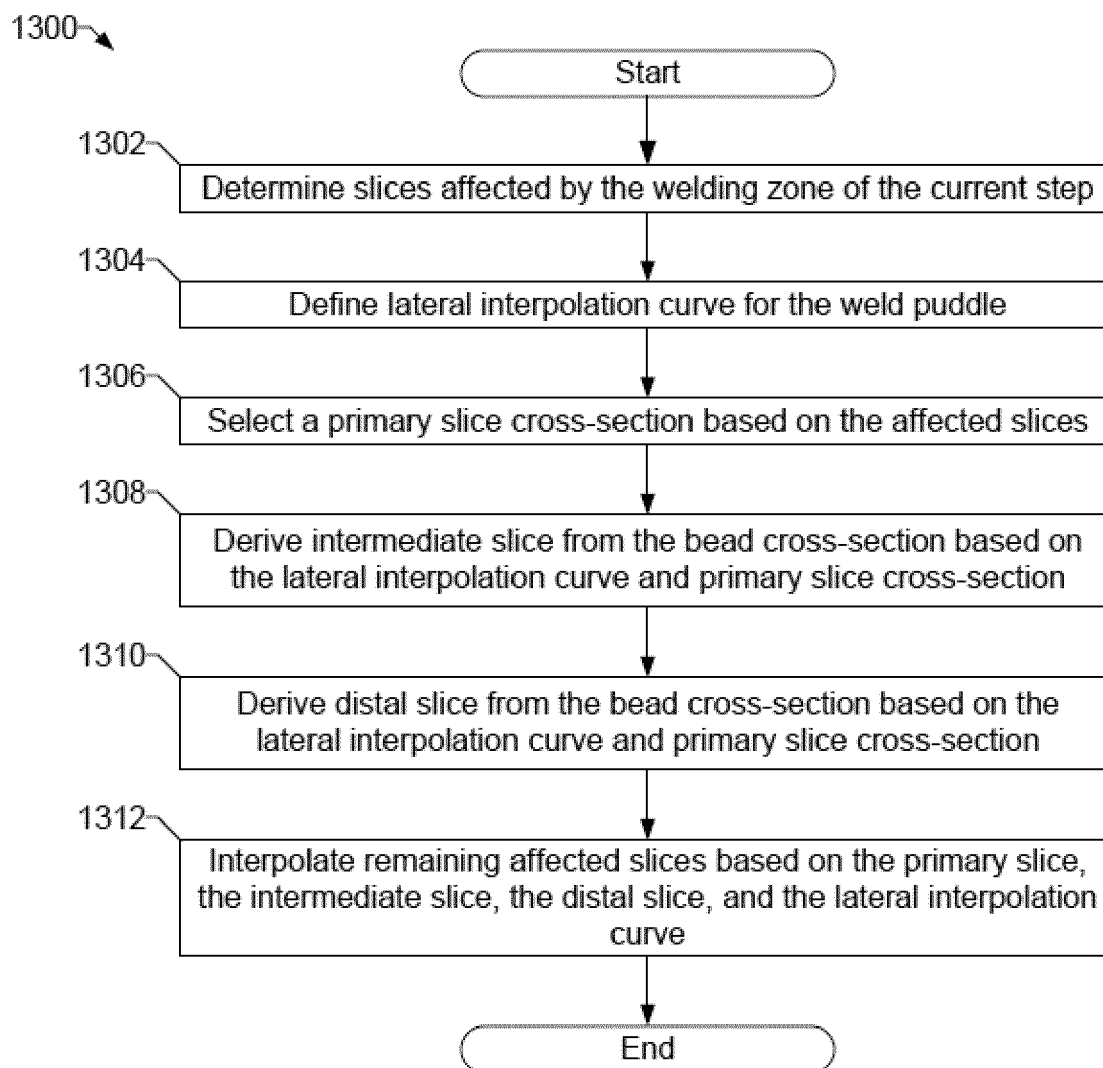 1300
Start
1302
Determine slices affected by the welding zone of the current step
1304
Define lateral interpolation curve for the weld puddle
1306
Select a primary slice cross-section based on the affected slices
1308
Derive intermediate slice from the bead cross-section based on
the lateral interpolation curve and primary slice cross-section
1310
Derive distal slice from the bead cross-section based on the
lateral interpolation curve and primary slice cross-section
1312
Interpolate remaining affected slices based on the primary slice,
the intermediate slice, the distal slice, and the lateral interpolation
curve
End